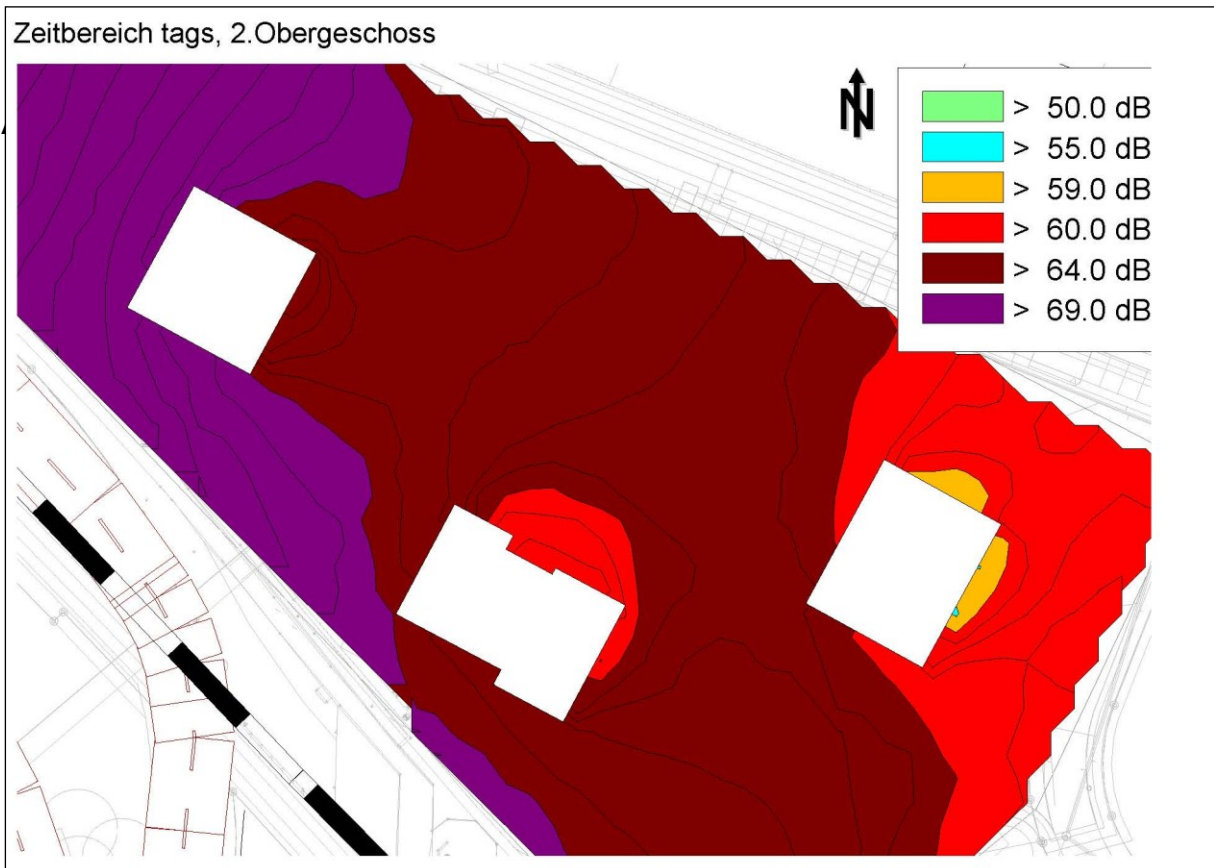 Zeitbereich tags, 2.Obergeschoss
N
> 50.0 dB
> 55.0 dB
> 59.0 dB
> 60.0 dB
> 64.0 dB
> 69.0 dB